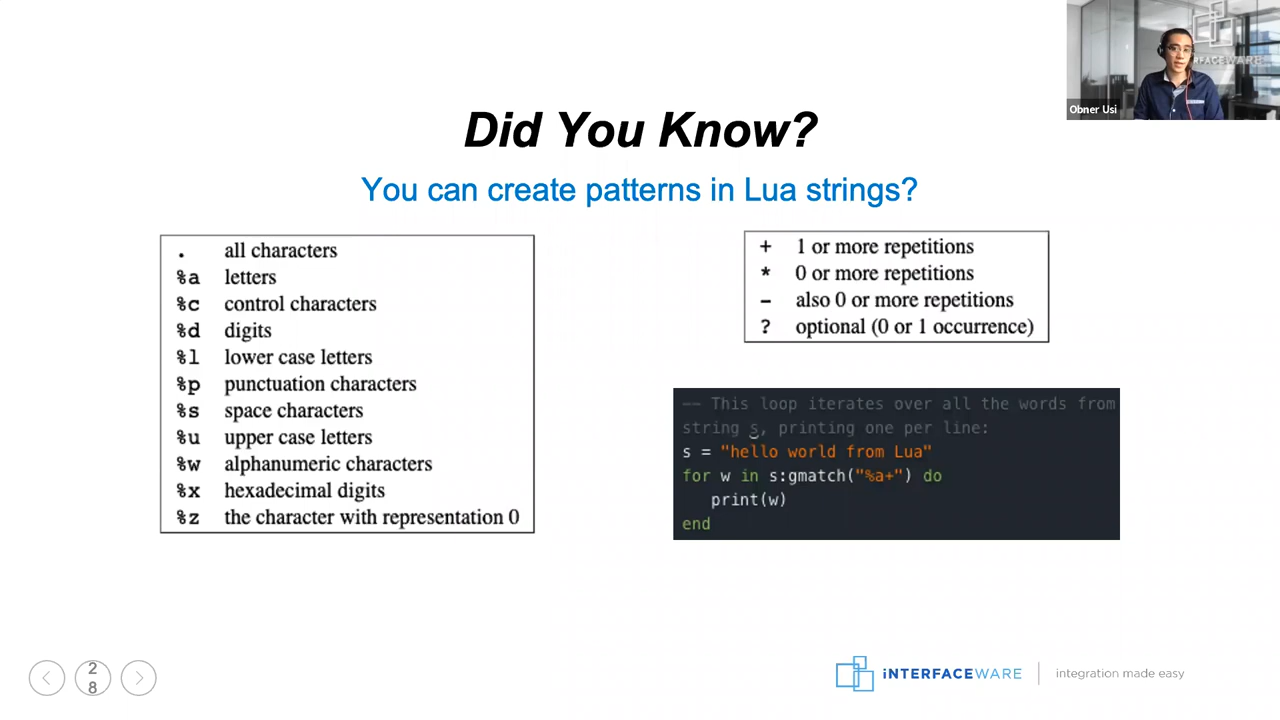 RFACEWARE
Obner Usi
Did You Know?
You can create patterns in Lua strings?
. all characters
%a letters
%c control characters
%d digits
%l lower case letters
%p punctuation characters
%s space characters
%u upper case letters
%w alphanumeric characters
%x hexadecimal digits
%z the character with representation 0
+ 1 or more repetitions
* 0 or more repetitions
- also 0 or more repetitions
? optional (0 or 1 occurrence)
-- This loop iterates over all the words from
string s, printing one per line:
s = "hello world from Lua"
for w in s:gmatch("%a+") do
print(w)
end
2
8
iNTERFACEWARE
integration made easy